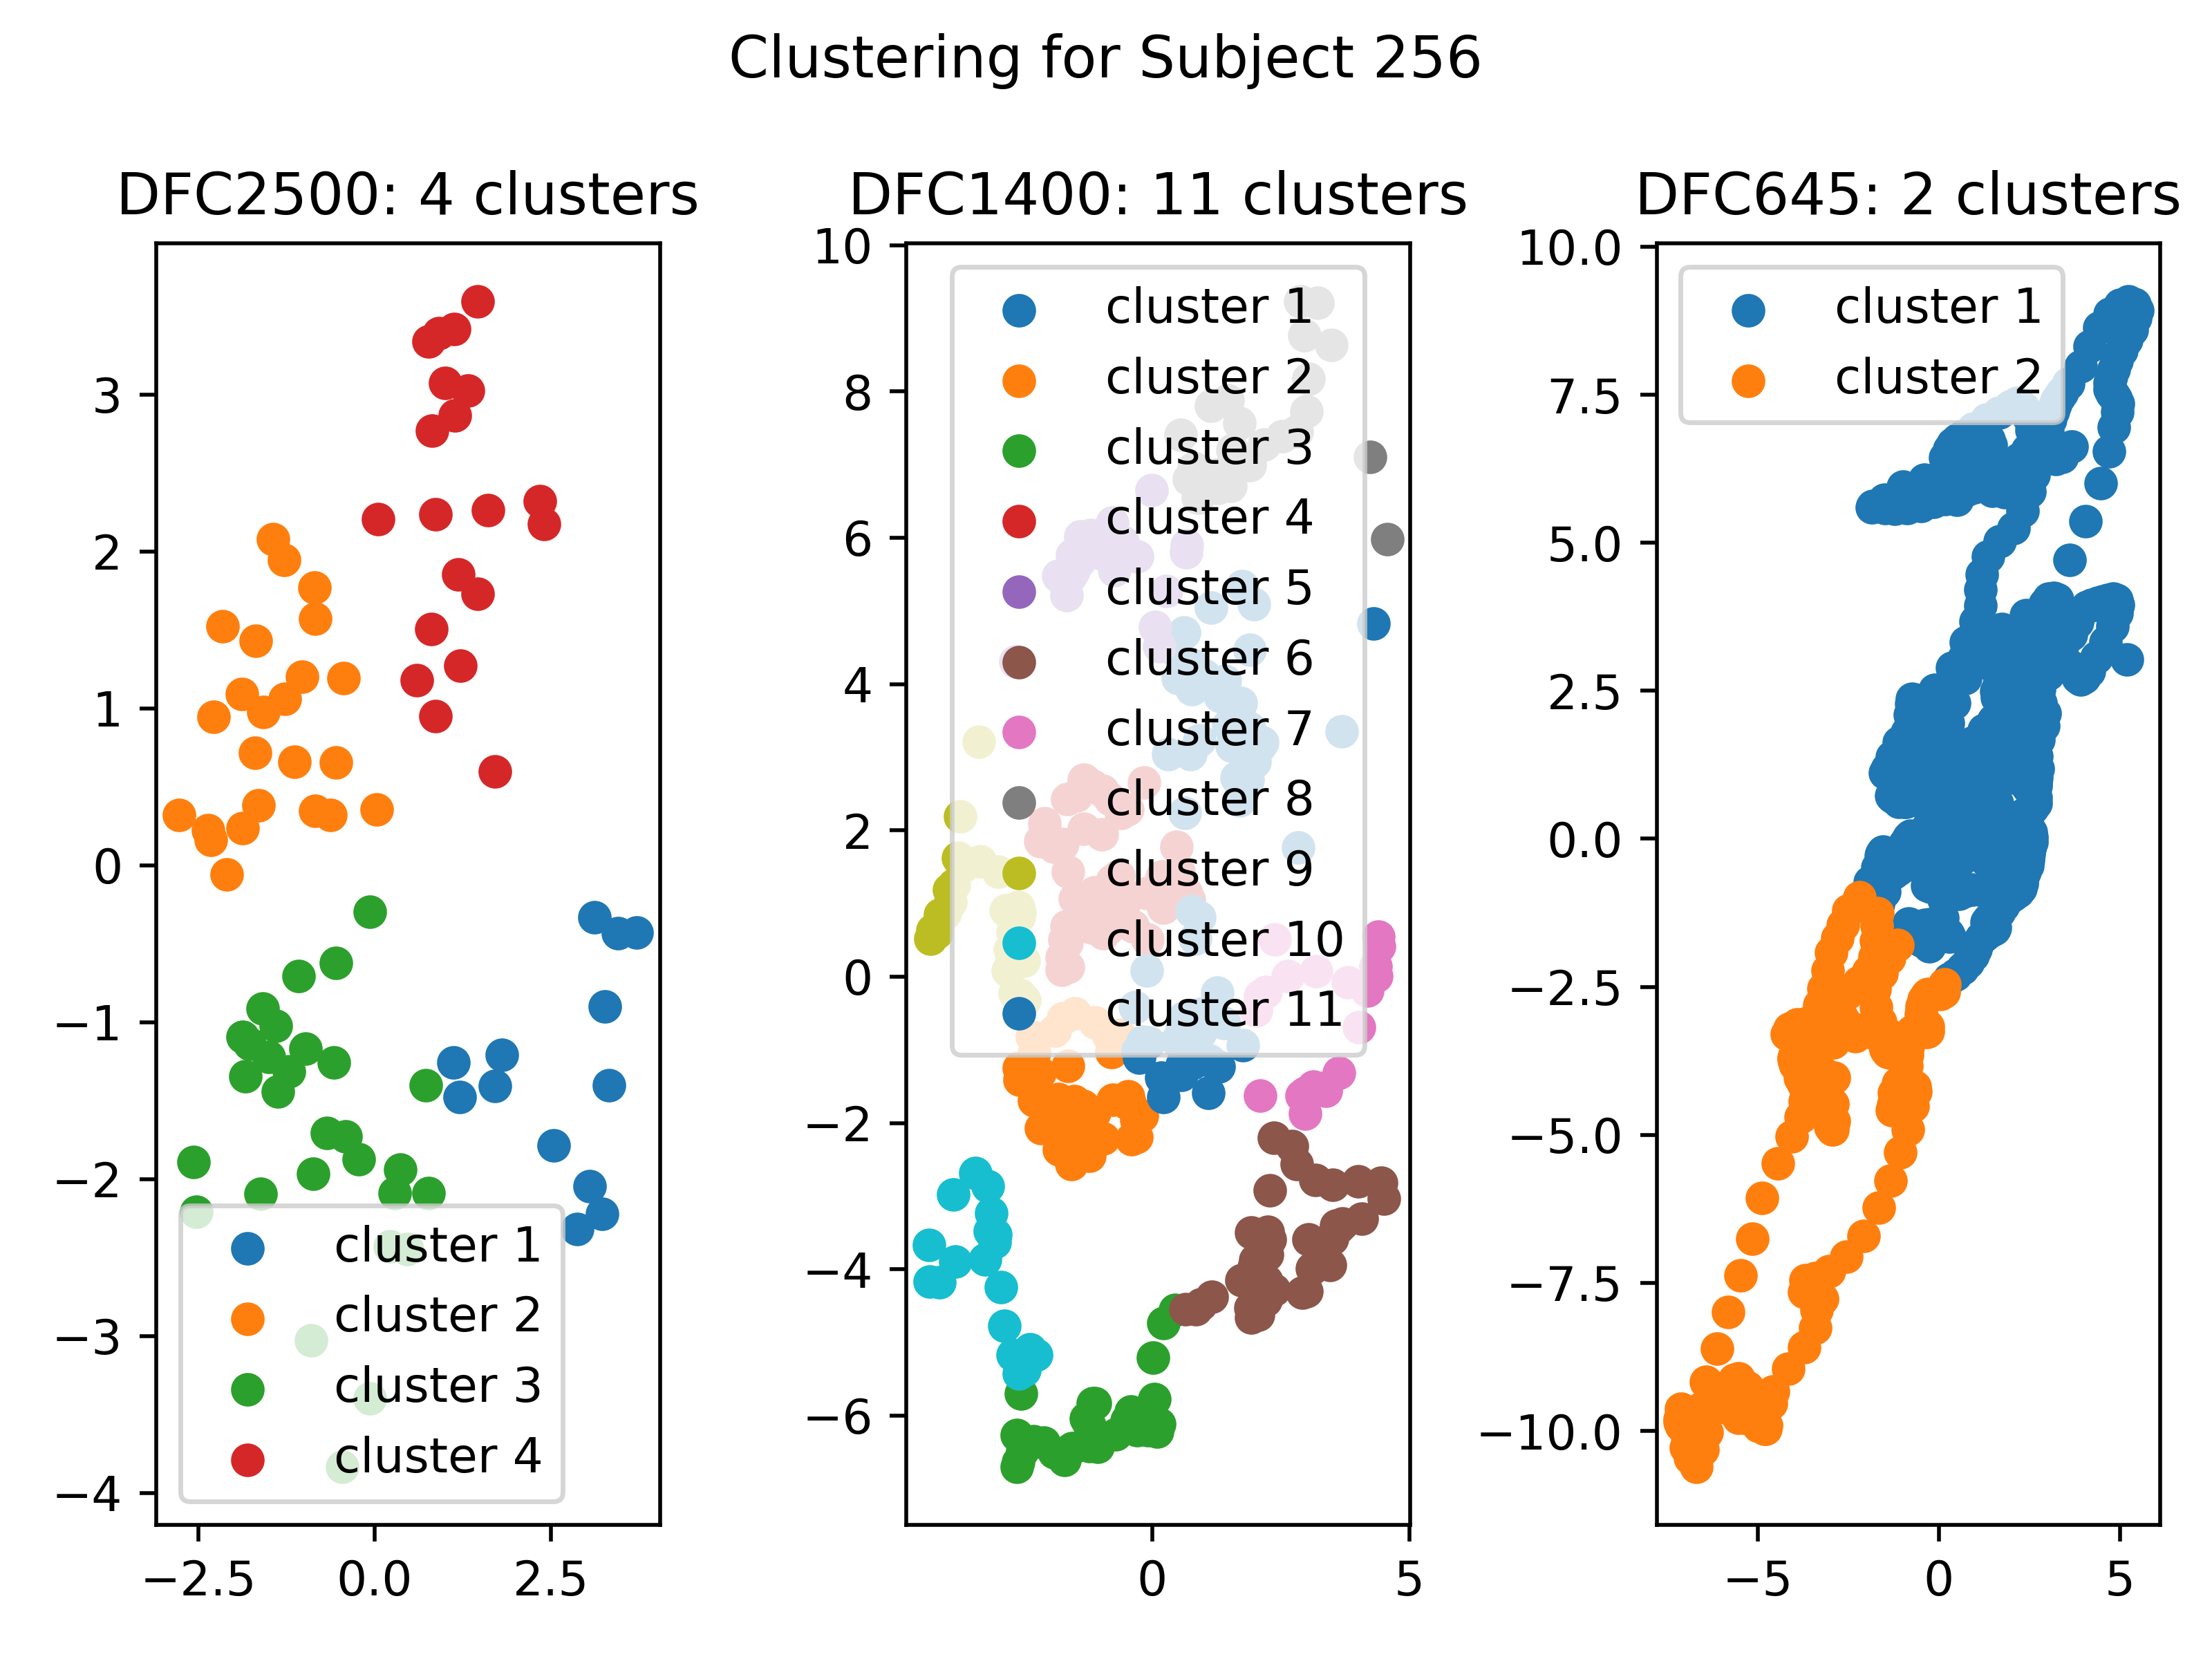 Clustering for Subject 256
DFC2500: 4 clusters
3
2
1
0
−1
−2
−3
−4
−2.5 0.0 2.5
cluster 1
cluster 2
cluster 3
cluster 4
DFC1400: 11 clusters
10
8
6
4
2
0
−2
−4
−6
0 5
cluster 1
cluster 2
cluster 3
cluster 4
cluster 5
cluster 6
cluster 7
cluster 8
cluster 9
cluster 10
cluster 11
DFC645: 2 clusters
10.0
7.5
5.0
2.5
0.0
−2.5
−5.0
−7.5
−10.0
−5 0 5
cluster 1
cluster 2